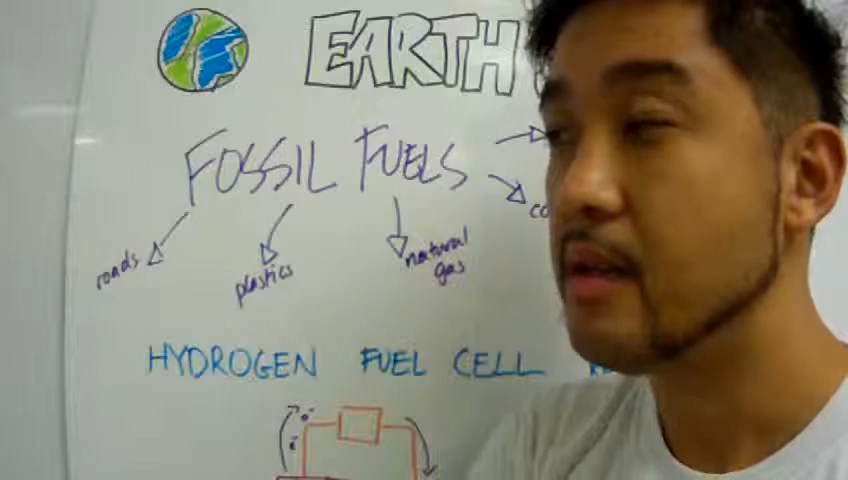 EARTH
FOSSIL FUELS
roads
plastics
natural
gas
HYDROGEN FUEL CELL
e-